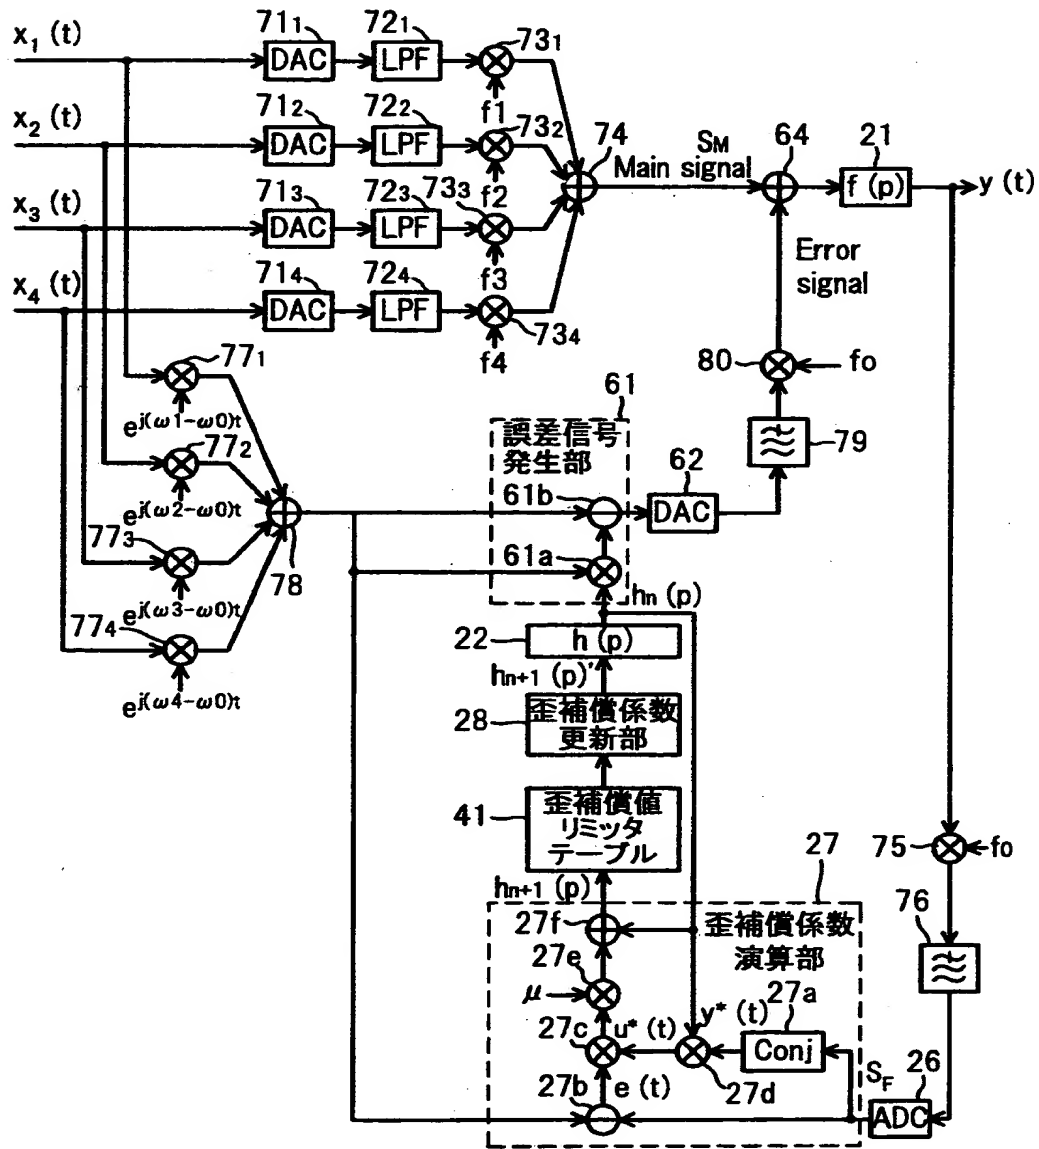 x1 (t)
x2 (t)
x3 (t)
x4 (t)
711
721
731
DAC
LPF
f1
712
722
732
DAC
LPF
f2
713
723
733
DAC
LPF
f3
714
724
734
DAC
LPF
f4
74
SM
Main signal
64
21
f (p)
y (t)
Error
signal
80
fo
79
771
ej(ω1-ω0)t
772
ej(ω2-ω0)t
773
ej(ω3-ω0)t
774
ej(ω4-ω0)t
78
61
誤差信号
発生部
61b
61a
62
DAC
hn (p)
22
h (p)
hn+1 (p)'
28
歪補償係数
更新部
41
歪補償値
リミッタ
テーブル
hn+1 (p)
27
歪補償係数
演算部
27f
27e
μ
27c
u* (t)
y* (t)
27a
Conj
27d
27b
e (t)
75
fo
76
SF
26
ADC